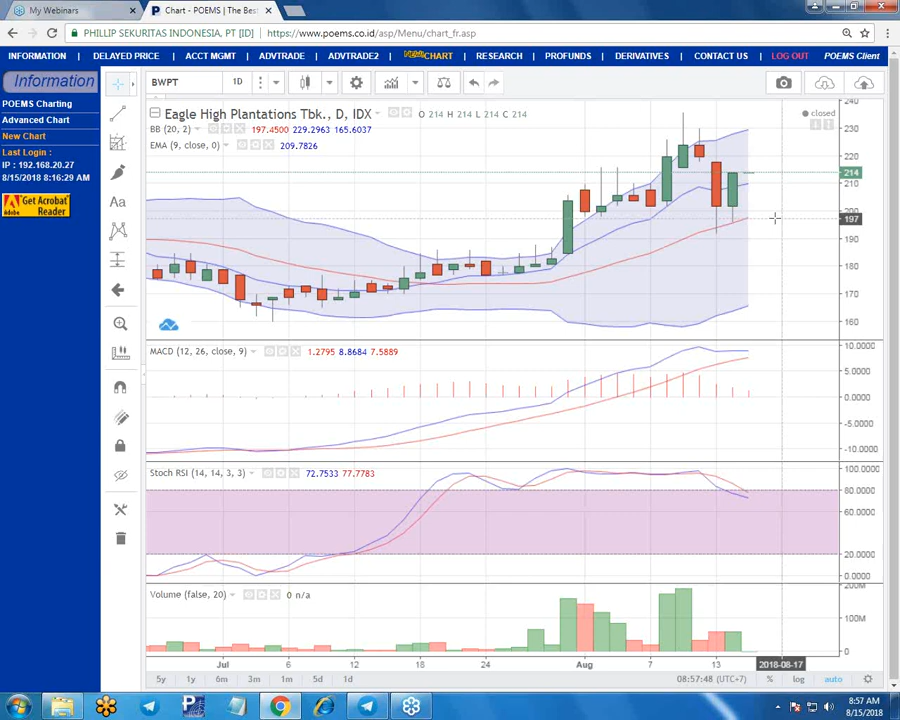 My Webinars
Chart - POEMS | The Bes
PHILLIP SEKURITAS INDONESIA. PT [ID]
https://www.poems.co.id/asp/Menu/chart_fr.asp
INFORMATION DELAYED PRICE ACCT MGMT ADVTRADE ADVTRADE2 CHART RESEARCH PROFUNDS DERIVATIVES CONTACT US LOG OUT POEMS Client
Information
POEMS Charting
Advanced Chart
New Chart
Last Login :
IP : 192.168.20.27
8/15/2018 8:16:29 AM
Get Acrobat
Reader
Adobe
BWPT 1D
Eagle High Plantations Tbk., D, IDX O 214 H 214 L 214 C 214
closed
BB (20, 2) 197.4500 229.2963 165.6037
EMA (9, close, 0) 209.7826
240
230
220
214
210
200
197
190
180
170
160
MACD (12, 26, close, 9) 1.2795 8.8684 7.5889
10.0000
5.0000
0.0000
-5.0000
-10.0000
Stoch RSI (14, 14, 3, 3) 72.7533 77.7783
100.0000
80.0000
60.0000
40.0000
20.0000
0.0000
Volume (false, 20) 0 n/a
200M
100M
0
Jul 6 12 18 24 Aug 7 13 2018-08-17
5y 1y 6m 3m 1m 5d 1d 08:57:48 (UTC+7) % log auto
Aa
8:57 AM
8/15/2018